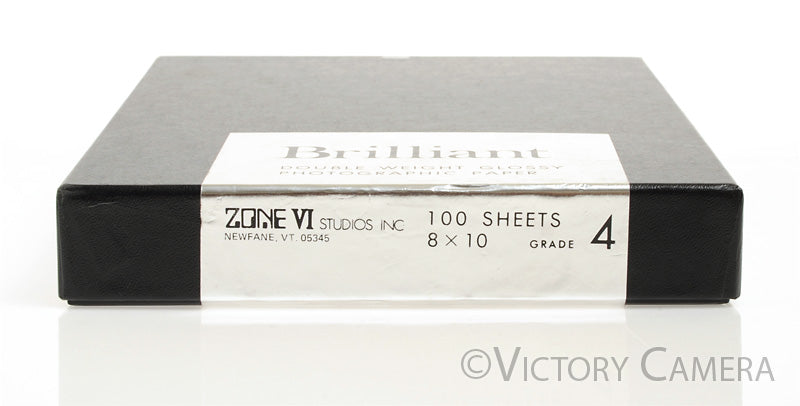 Brilliant
DOUBLE WEIGHT GLOSSY
PHOTOGRAPHIC PAPER
ZONE VI STUDIOS INC
NEWFANE, VT. 05345
100 SHEETS
8 × 10 GRADE 4
©VICTORY CAMERA